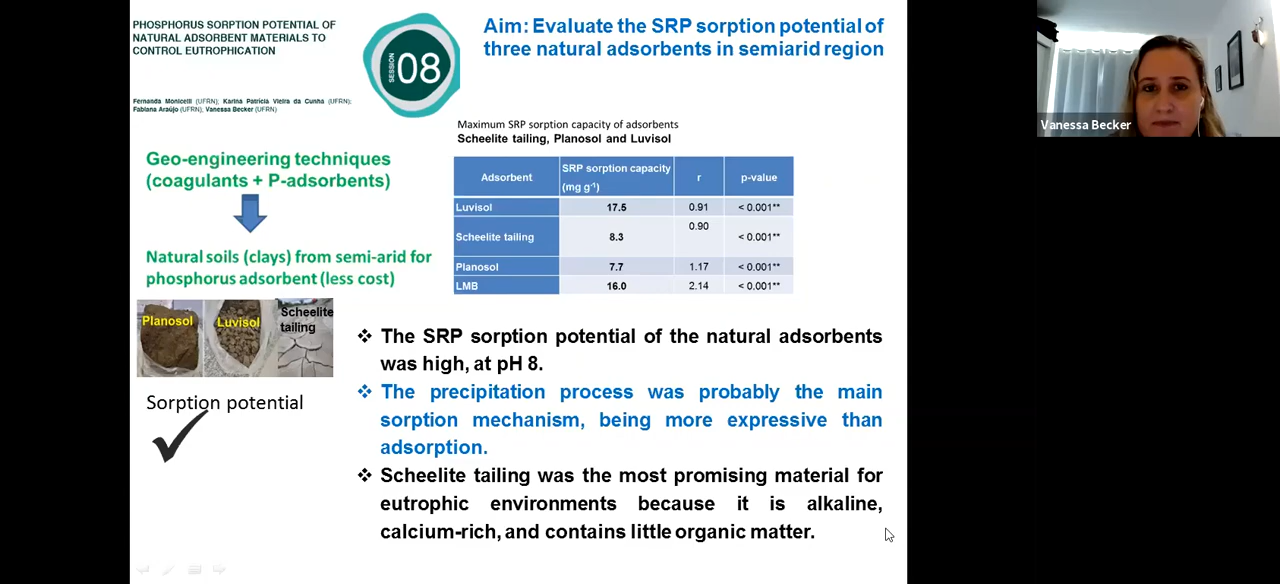 PHOSPHORUS SORPTION POTENTIAL OF
NATURAL ADSORBENT MATERIALS TO
CONTROL EUTROPHICATION
Fernanda Monicelli (UFRN); Karina Patrícia Vieira da Cunha (UFRN);
Fabiana Araújo (UFRN), Vanessa Becker (UFRN)
SESSION
08
Aim: Evaluate the SRP sorption potential of
three natural adsorbents in semiarid region
Geo-engineering techniques
(coagulants + P-adsorbents)
Natural soils (clays) from semi-arid for
phosphorus adsorbent (less cost)
Planosol
Luvisol
Scheelite
tailing
Sorption potential
Maximum SRP sorption capacity of adsorbents
Scheelite tailing, Planosol and Luvisol
Adsorbent SRP sorption capacity (mg g⁻¹) r p-value
Luvisol 17.5 0.91 < 0.001**
Scheelite tailing 8.3 0.90 < 0.001**
Planosol 7.7 1.17 < 0.001**
LMB 16.0 2.14 < 0.001**
❖ The SRP sorption potential of the natural adsorbents
was high, at pH 8.
❖ The precipitation process was probably the main
sorption mechanism, being more expressive than
adsorption.
❖ Scheelite tailing was the most promising material for
eutrophic environments because it is alkaline,
calcium-rich, and contains little organic matter.
Vanessa Becker